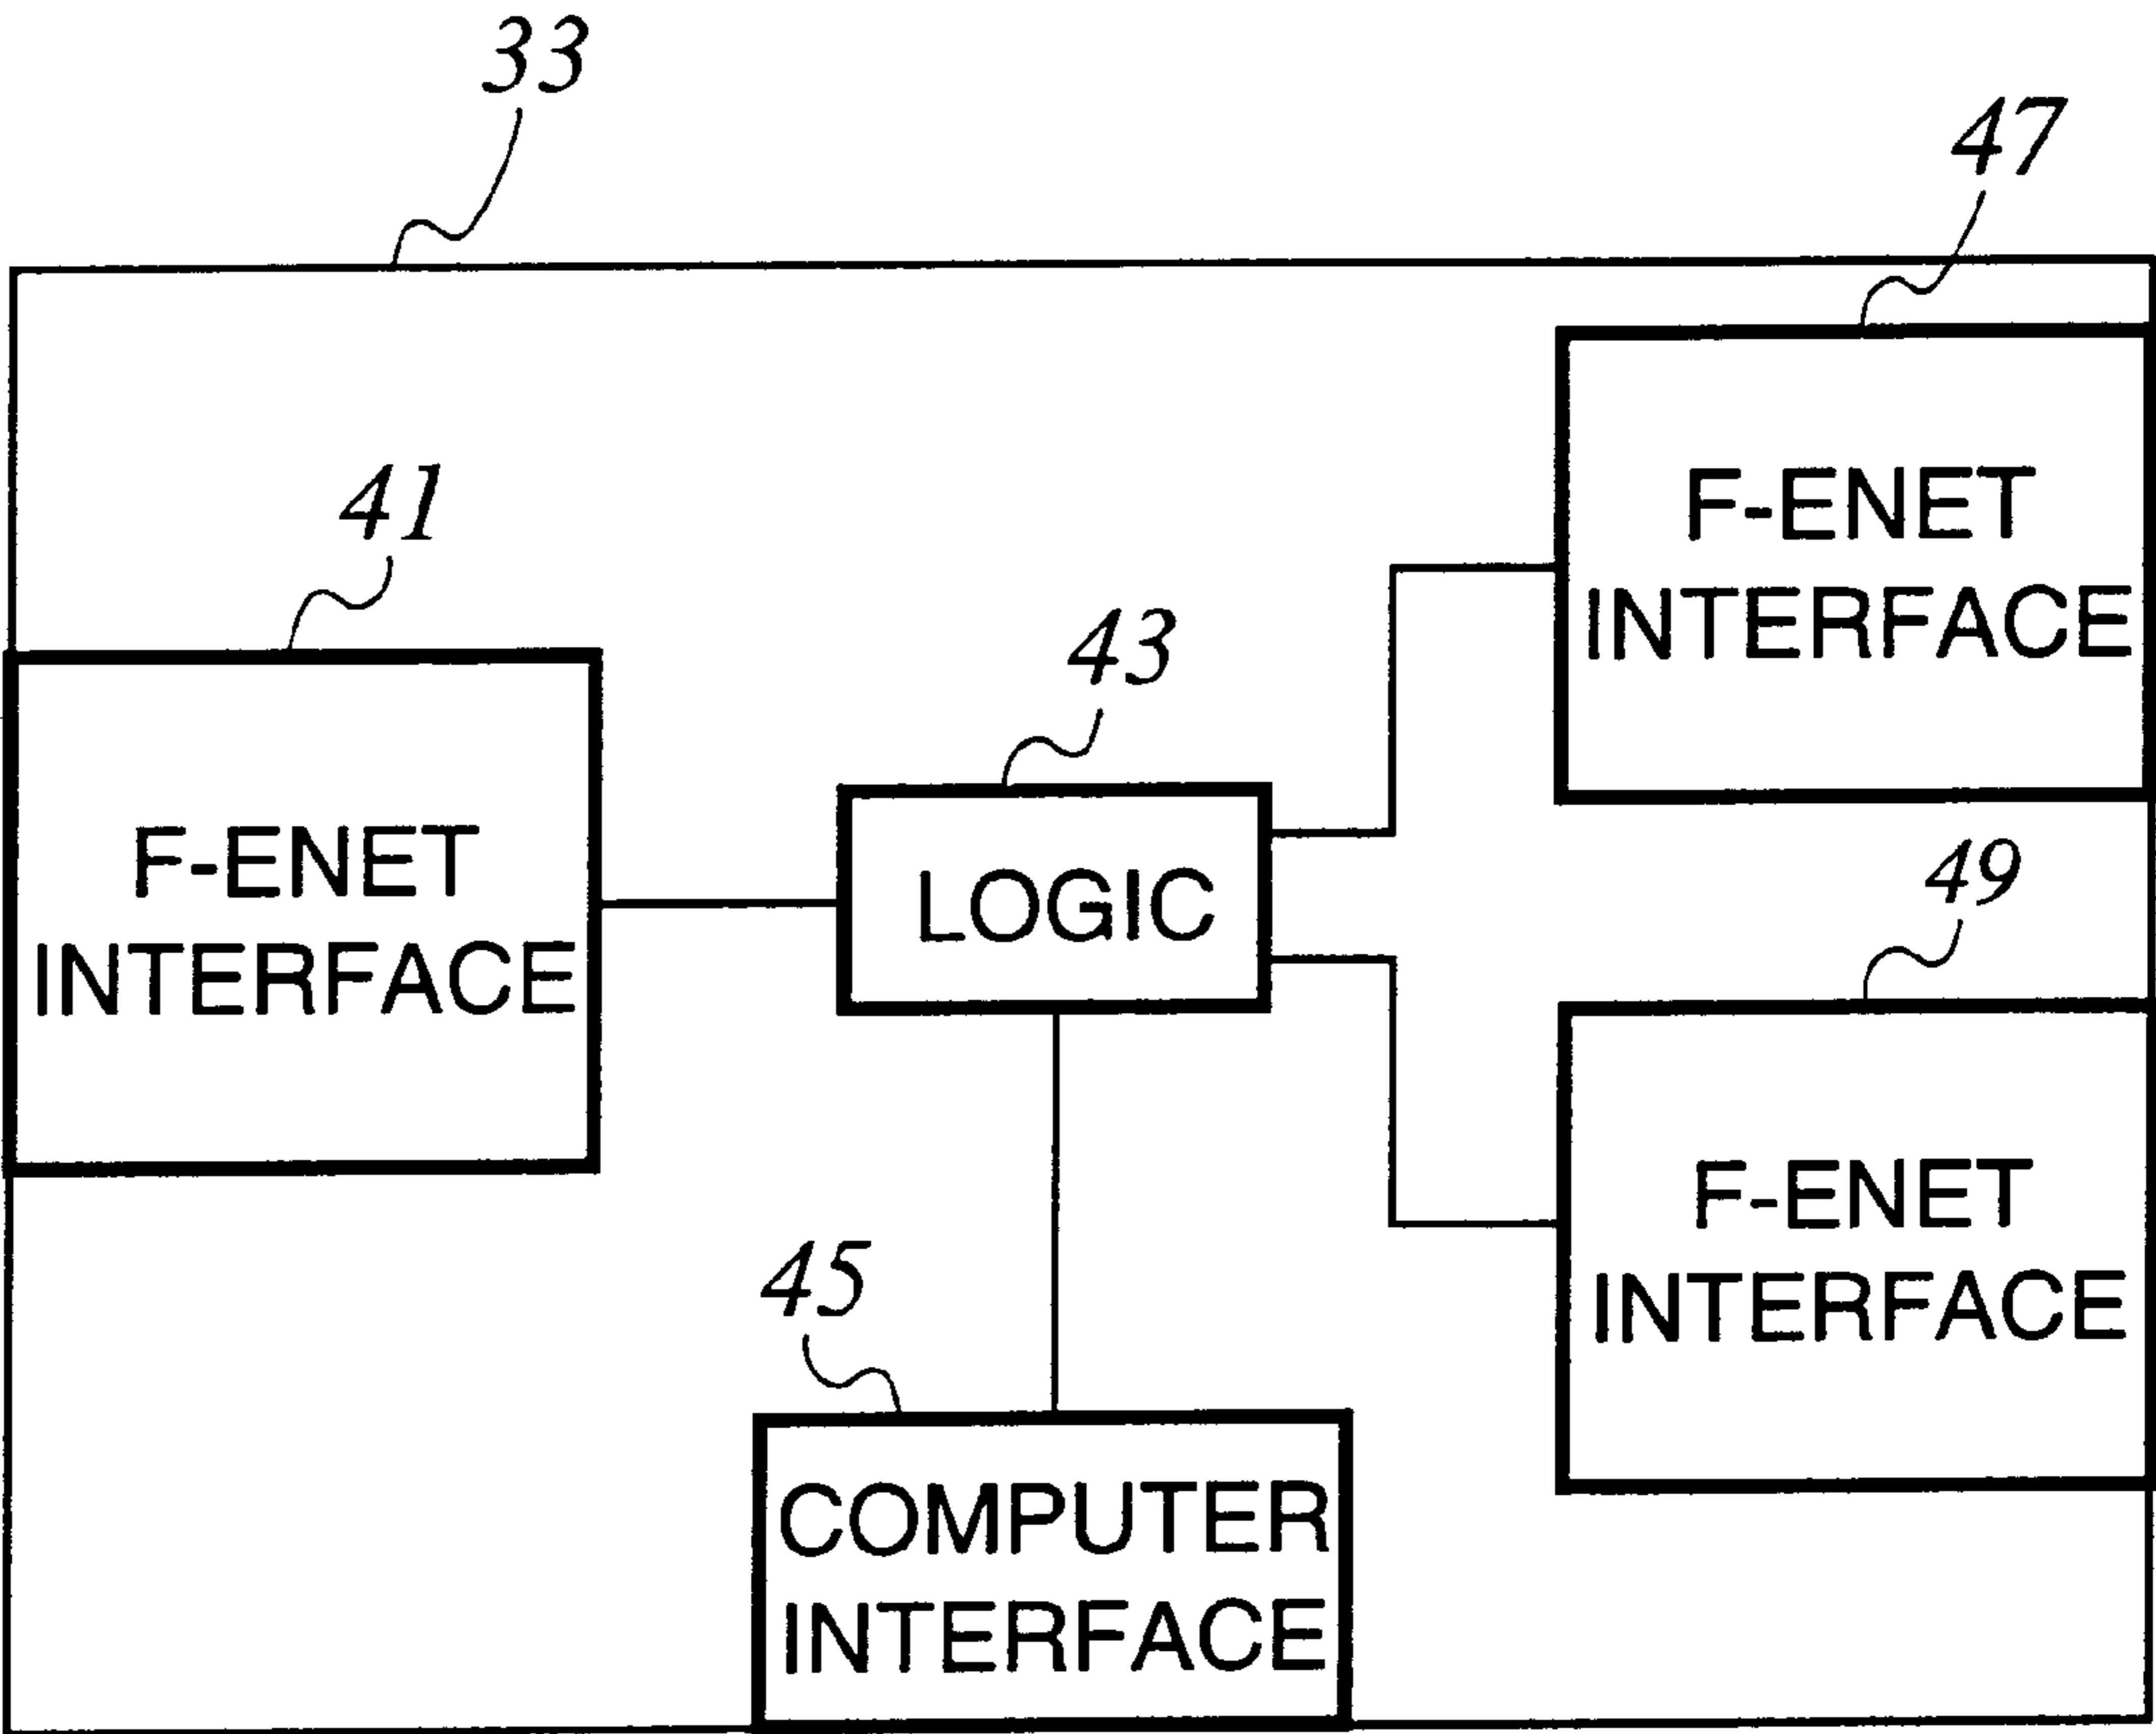 33
47
F-ENET
INTERFACE
41
43
F-ENET
INTERFACE
LOGIC
49
F-ENET
INTERFACE
45
COMPUTER
INTERFACE